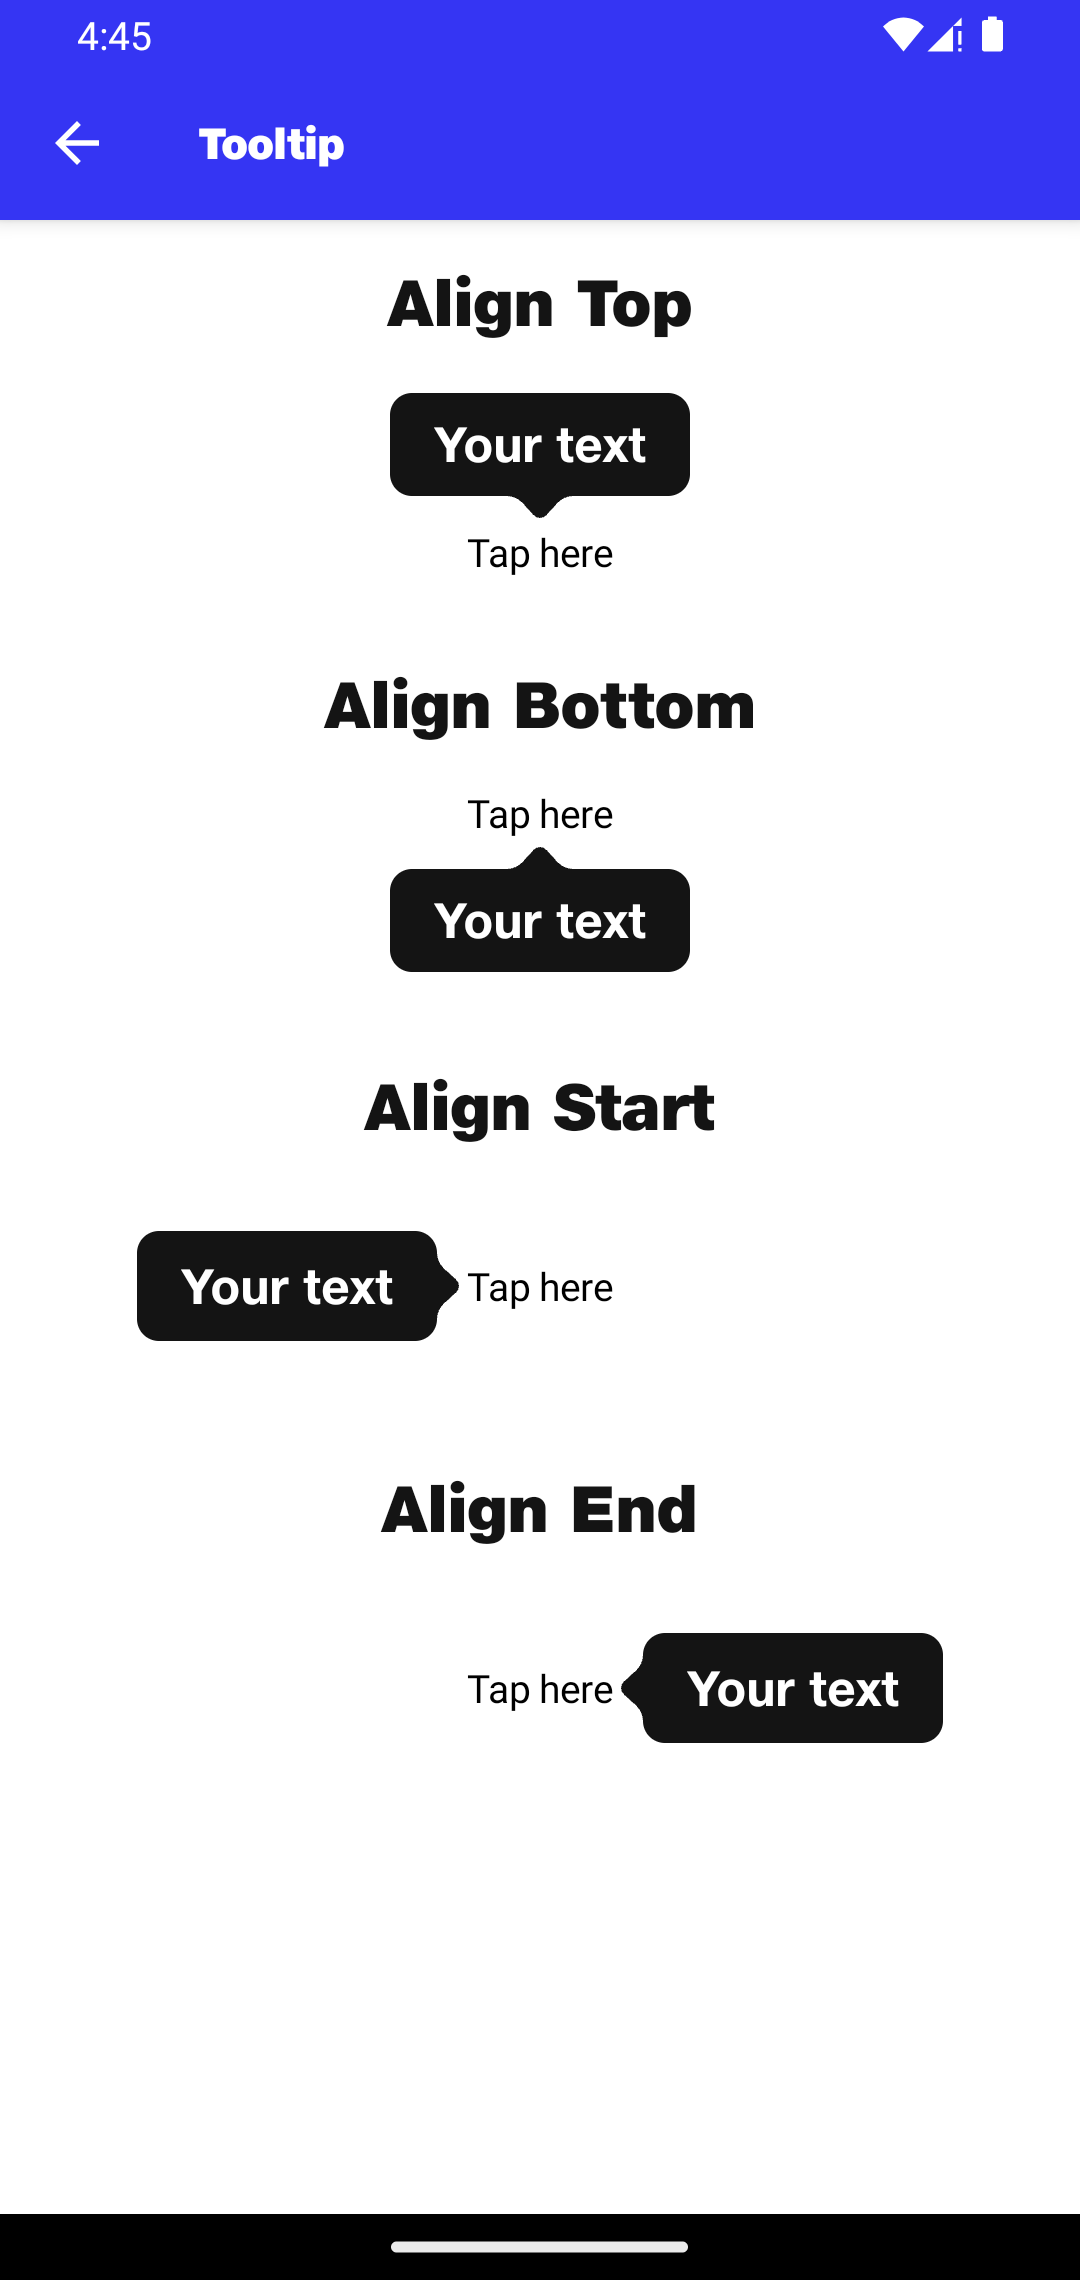 4:45
Tooltip
Align Top
Your text
Tap here
Align Bottom
Tap here
Your text
Align Start
Your text Tap here
Align End
Tap here Your text